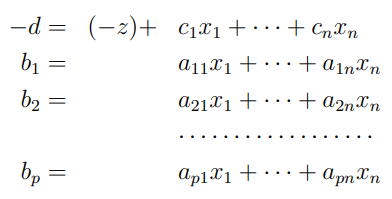 −d = (−z)+ c₁x₁ + · · · + cₙxₙ
b₁ = a₁₁x₁ + · · · + a₁ₙxₙ
b₂ = a₂₁x₁ + · · · + a₂ₙxₙ
. . . . . . . . . . . . . . . . . .
bₚ = aₚ₁x₁ + · · · + aₚₙxₙ